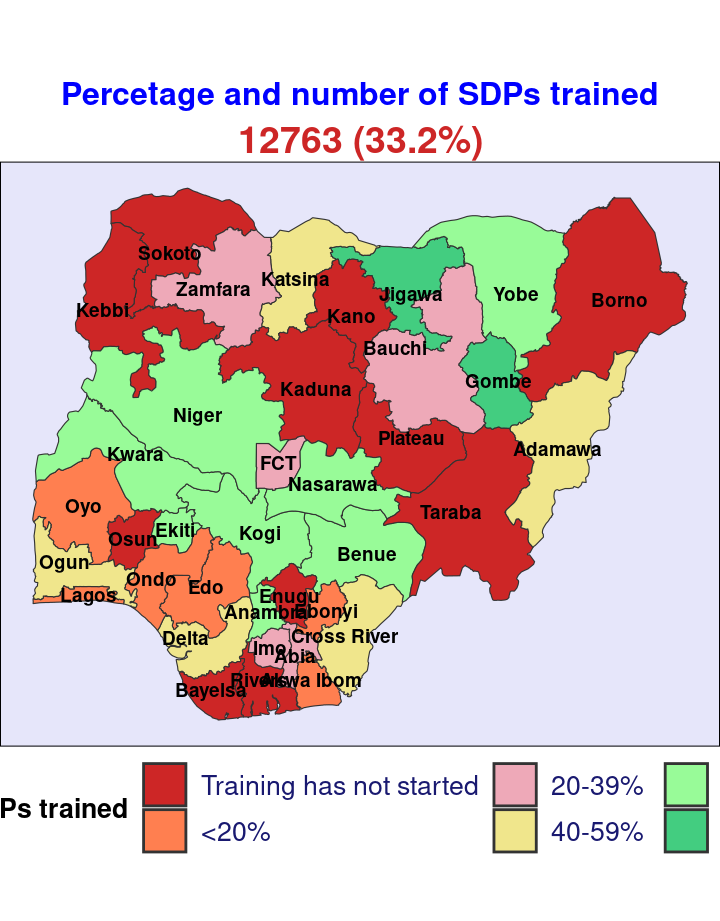 Percetage and number of SDPs trained
12763 (33.2%)
Sokoto
Zamfara
Katsina
Kebbi
Kano
Jigawa
Yobe
Borno
Bauchi
Kaduna
Gombe
Niger
Plateau
Adamawa
Kwara
FCT
Nasarawa
Oyo
Taraba
Osun
Ekiti
Kogi
Benue
Ogun
Ondo
Edo
Lagos
Enugu
Anambra
Ebonyi
Delta
Cross River
Imo
Abia
Bayelsa
Rivers
Akwa Ibom
Ps trained
Training has not started
20-39%
<20%
40-59%